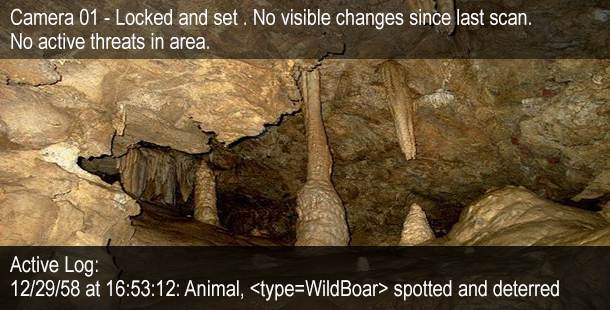 Camera 01 - Locked and set . No visible changes since last scan.
No active threats in area.
Active Log:
12/29/58 at 16:53:12: Animal, <type=WildBoar> spotted and deterred